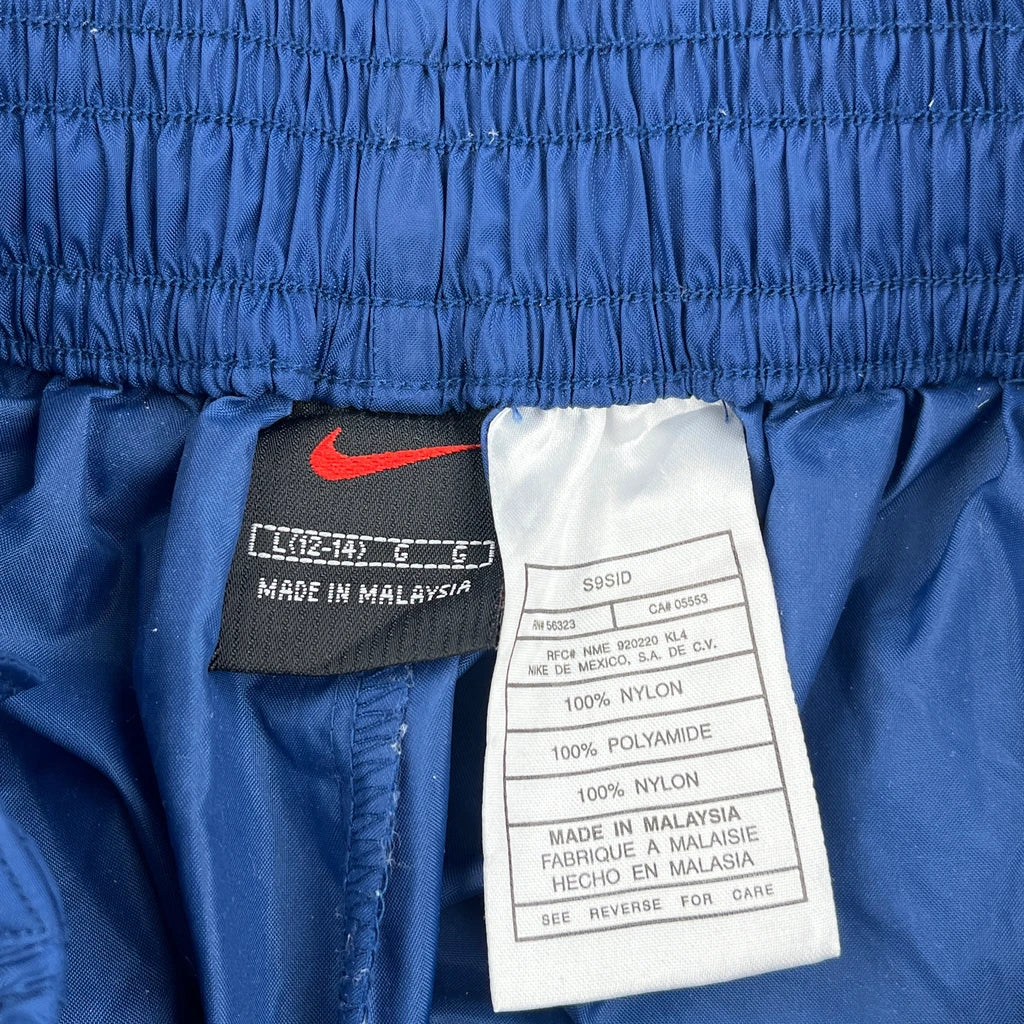 L(12-14) G G
MADE IN MALAYSIA
S9SID
RN# 56323 CA# 05553
RFC# NME 920220 KL4
NIKE DE MEXICO, S.A. DE C.V.
100% NYLON
100% POLYAMIDE
100% NYLON
MADE IN MALAYSIA
FABRIQUE A MALAISIE
HECHO EN MALASIA
SEE REVERSE FOR CARE